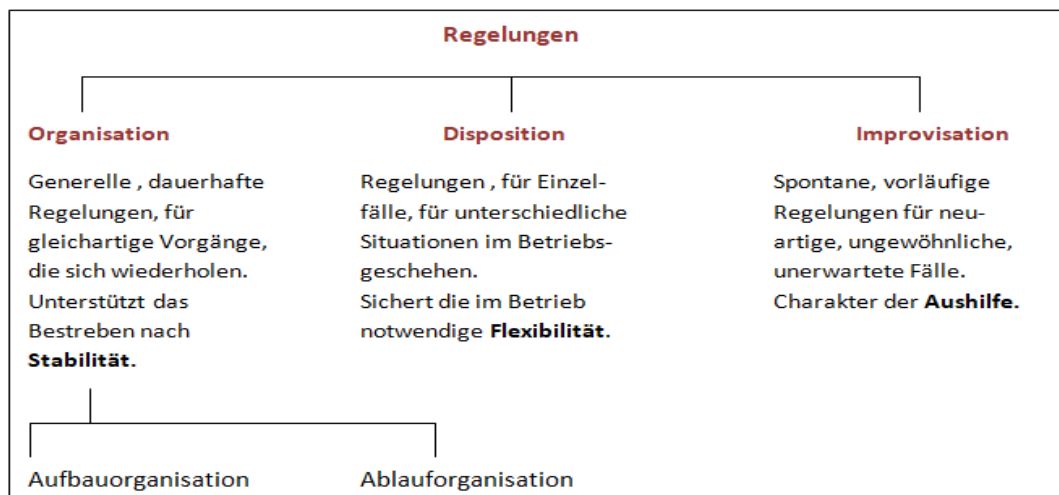 Regelungen
Organisation
Generelle , dauerhafte
Regelungen, für
gleichartige Vorgänge,
die sich wiederholen.
Unterstützt das
Bestreben nach
Stabilität.
Disposition
Regelungen , für Einzel-
fälle, für unterschiedliche
Situationen im Betriebs-
geschehen.
Sichert die im Betrieb
notwendige Flexibilität.
Improvisation
Spontane, vorläufige
Regelungen für neu-
artige, ungewöhnliche,
unerwartete Fälle.
Charakter der Aushilfe.
Aufbauorganisation
Ablauforganisation